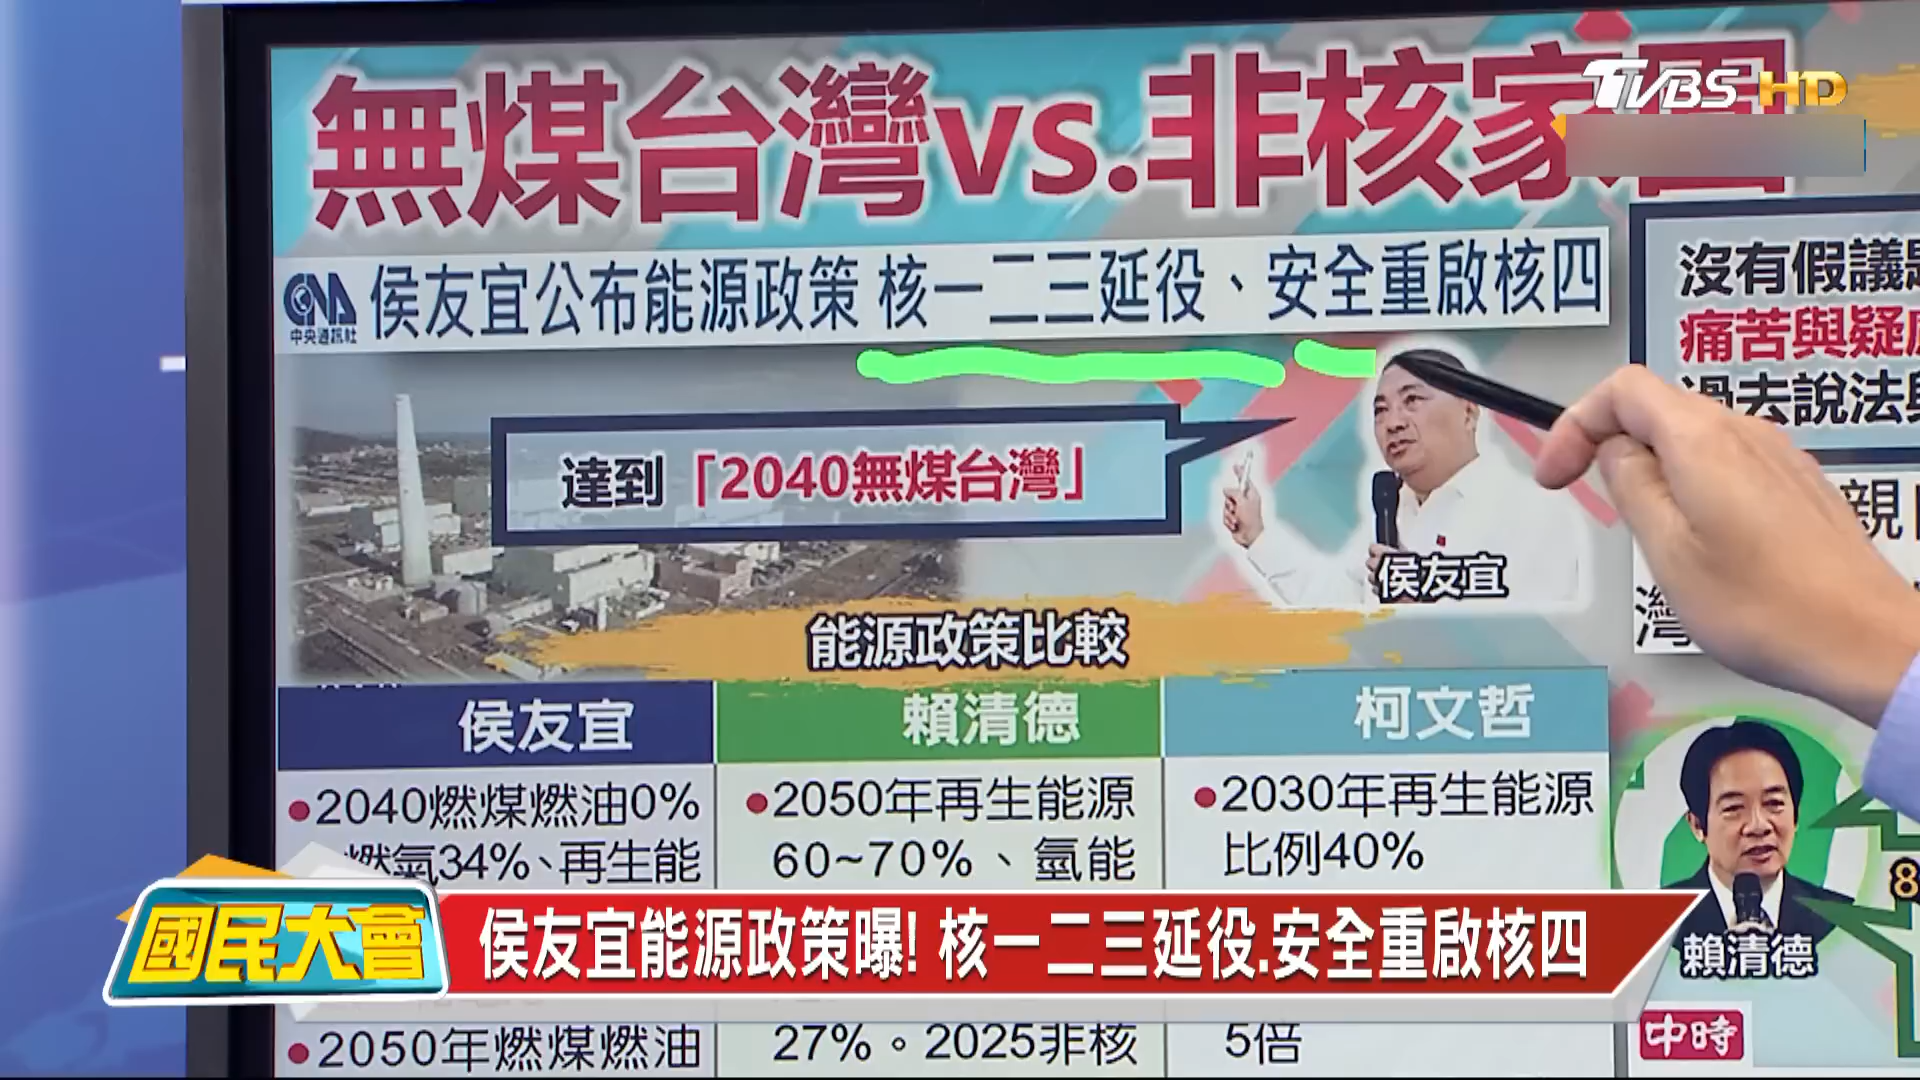 無煤台灣vs.非核家園
TVBS HD
CNA 中央通訊社
侯友宜公布能源政策 核一二三延役、安全重啟核四
達到「2040無煤台灣」
侯友宜
沒有假議題
痛苦與疑慮
過去說法與
親
灣
能源政策比較
侯友宜
賴清德
柯文哲
●2040燃煤燃油0%
燃氣34%、再生能
●2050年再生能源
60~70%、氫能
●2030年再生能源
比例40%
8
賴清德
國民大會
侯友宜能源政策曝! 核一二三延役.安全重啟核四
●2050年燃煤燃油
27%。2025非核
5倍
中時